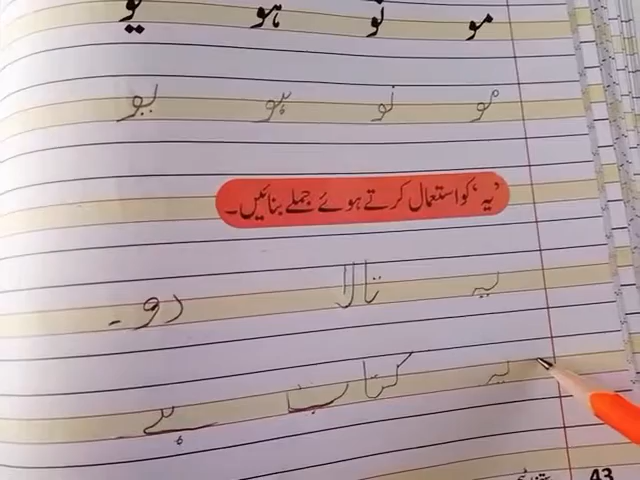 مو نو ہو یو
مو نو ہو یو
'یہ' کو استعمال کرتے ہوئے جملے بنائیں۔
یہ تالا دو۔
یہ کتاب ہے
43